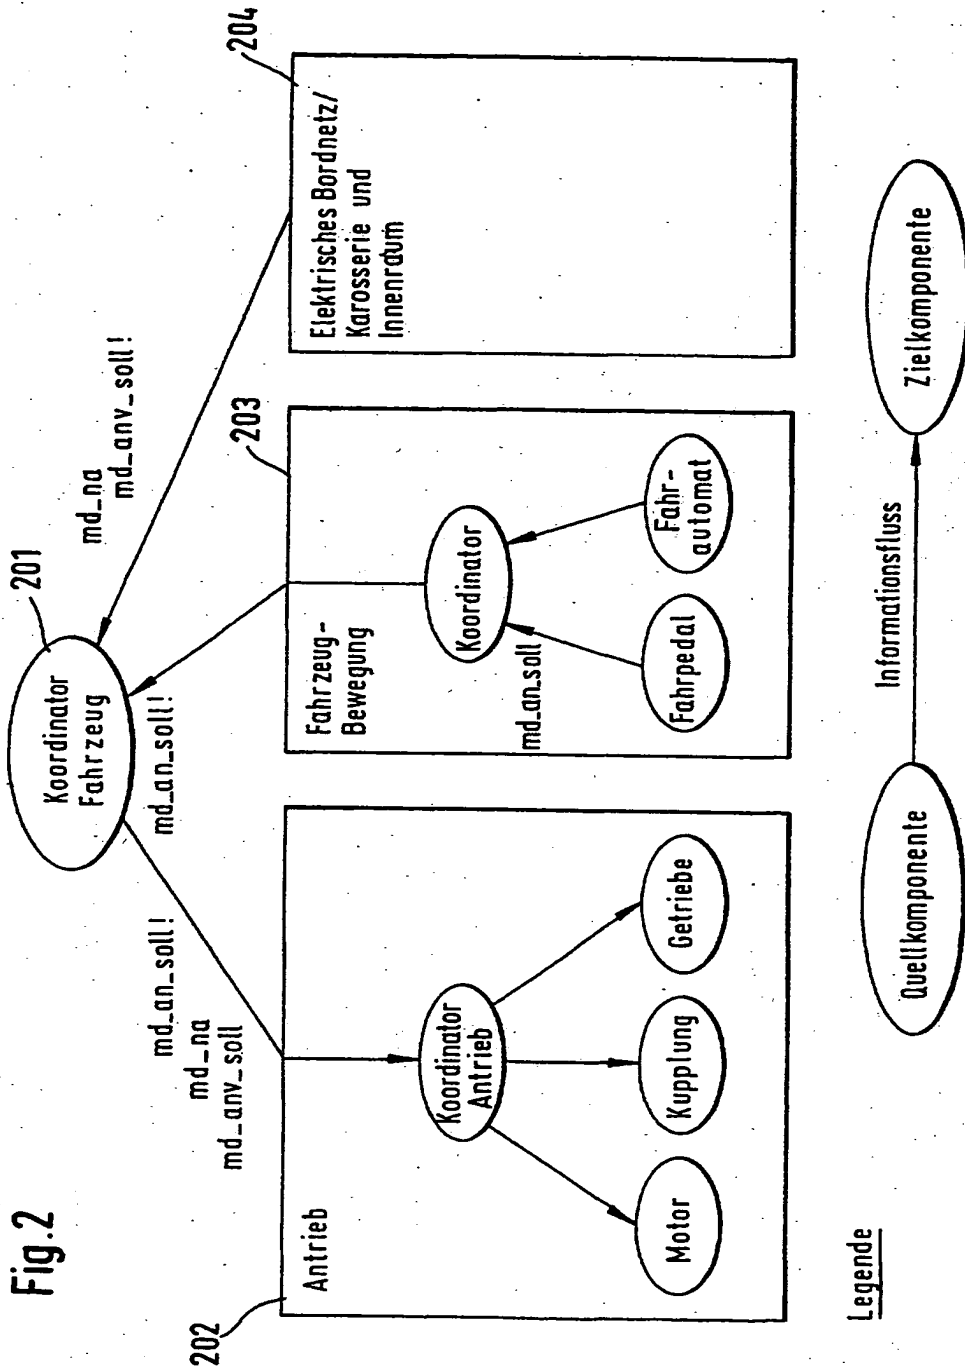 Fig.2
201
Koordinator
Fahrzeug
md_na
md_anv_soll!
md_an_soll!
md_an_soll!
md_na
md_anv_soll
202
Antrieb
Koordinator
Antrieb
Motor
Kupplung
Getriebe
203
Fahrzeug-
Bewegung
Koordinator
md_an_soll
Fahrpedal
Fahr-
automat
204
Elektrisches Bordnetz/
Karosserie und
Innenraum
Legende
Quellkomponente
Informationsfluss
Zielkomponente